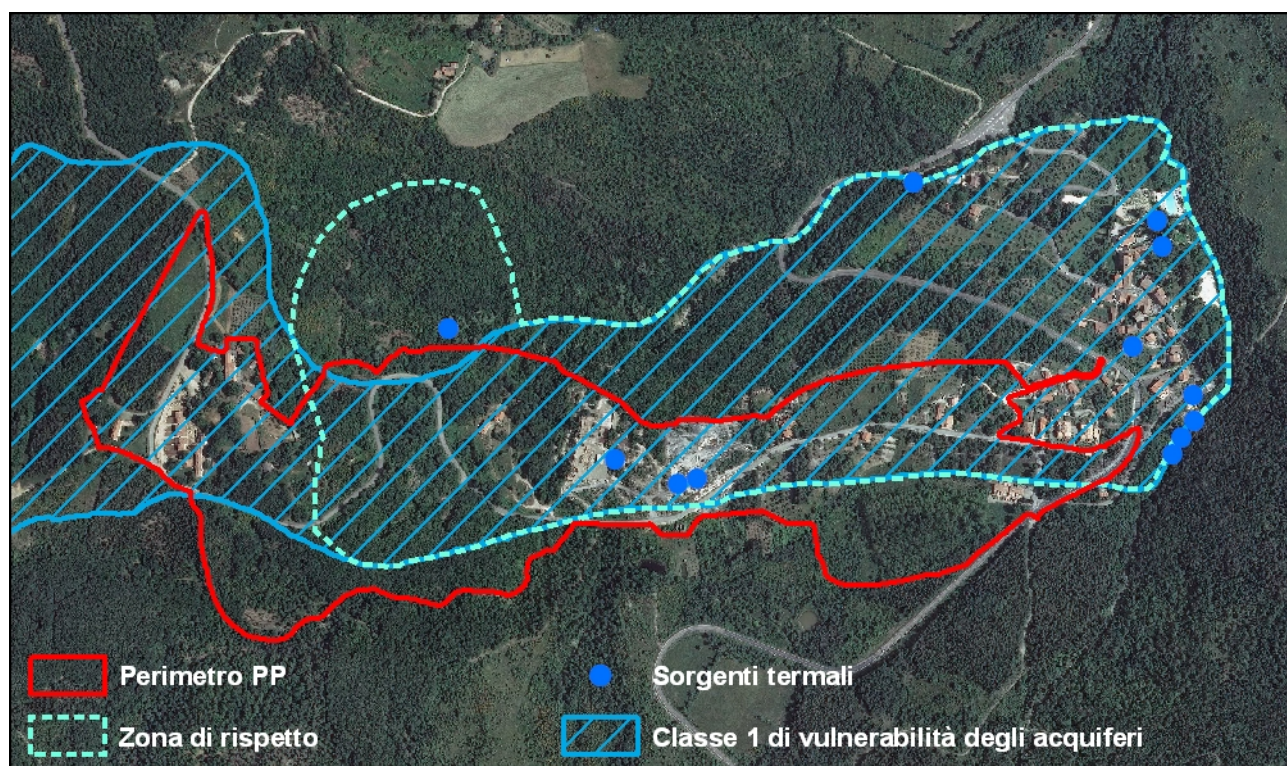 Perimetro PP
Sorgenti termali
Zona di rispetto
Classe 1 di vulnerabilità degli acquiferi